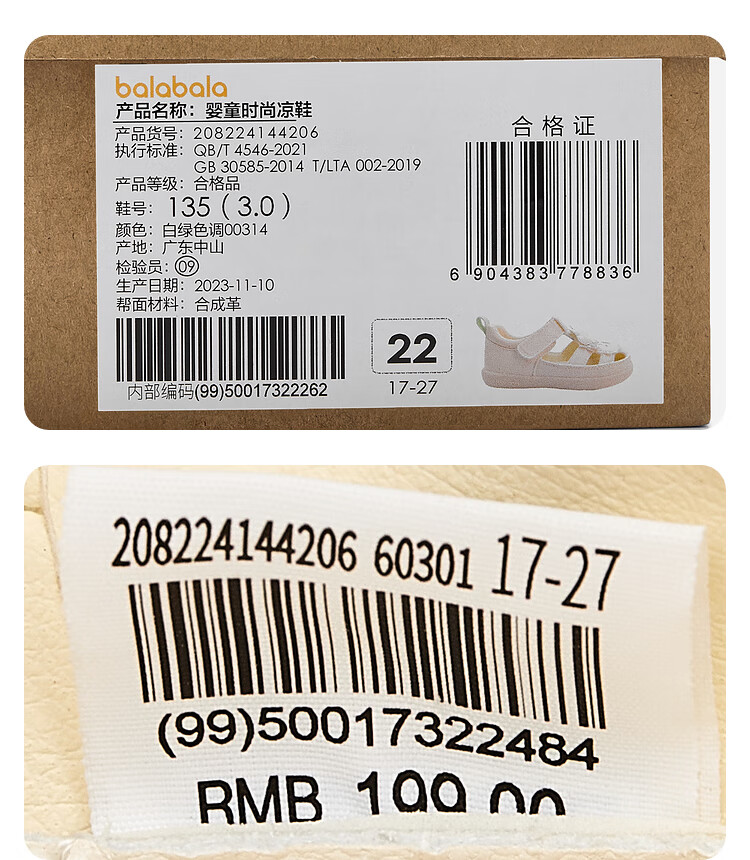 balabala
产品名称：婴童时尚凉鞋
产品货号：208224144206
执行标准：QB/T 4546-2021
GB 30585-2014 T/LTA 002-2019
产品等级：合格品
鞋号：135（3.0）
颜色：白绿色调00314
产地：广东中山
检验员：09
生产日期：2023-11-10
帮面材料：合成革
内部编码(99)50017322262
22
17-27
合格证
6 904383 778836
208224144206 60301 17-27
(99)50017322484
RMB